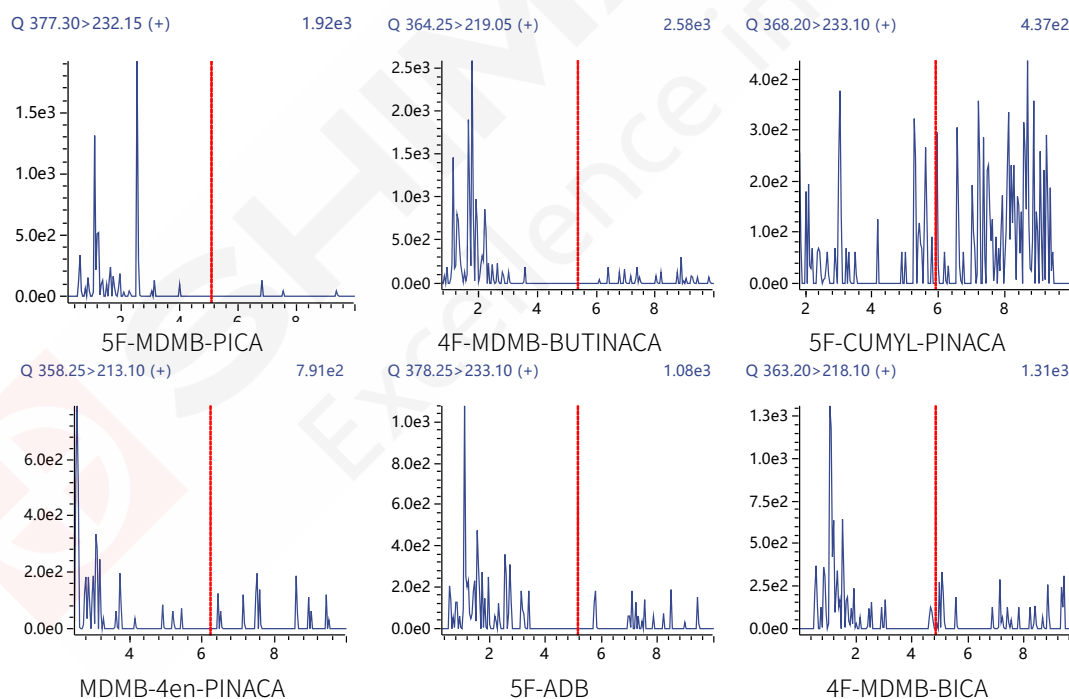 Q 377.30>232.15 (+) 1.92e3
Q 364.25>219.05 (+) 2.58e3
Q 368.20>233.10 (+) 4.37e2
1.5e3
1.0e3
5.0e2
0.0e0
2 4 6 8
5F-MDMB-PICA
2.5e3
2.0e3
1.5e3
1.0e3
5.0e2
0.0e0
2 4 6 8
4F-MDMB-BUTINACA
4.0e2
3.0e2
2.0e2
1.0e2
0.0e0
2 4 6 8
5F-CUMYL-PINACA
Q 358.25>213.10 (+) 7.91e2
Q 378.25>233.10 (+) 1.08e3
Q 363.20>218.10 (+) 1.31e3
6.0e2
4.0e2
2.0e2
0.0e0
4 6 8
MDMB-4en-PINACA
1.0e3
8.0e2
6.0e2
4.0e2
2.0e2
0.0e0
2 4 6 8
5F-ADB
1.3e3
1.0e3
7.5e2
5.0e2
2.5e2
0.0e0
2 4 6 8
4F-MDMB-BICA
SHIM
Excellence in